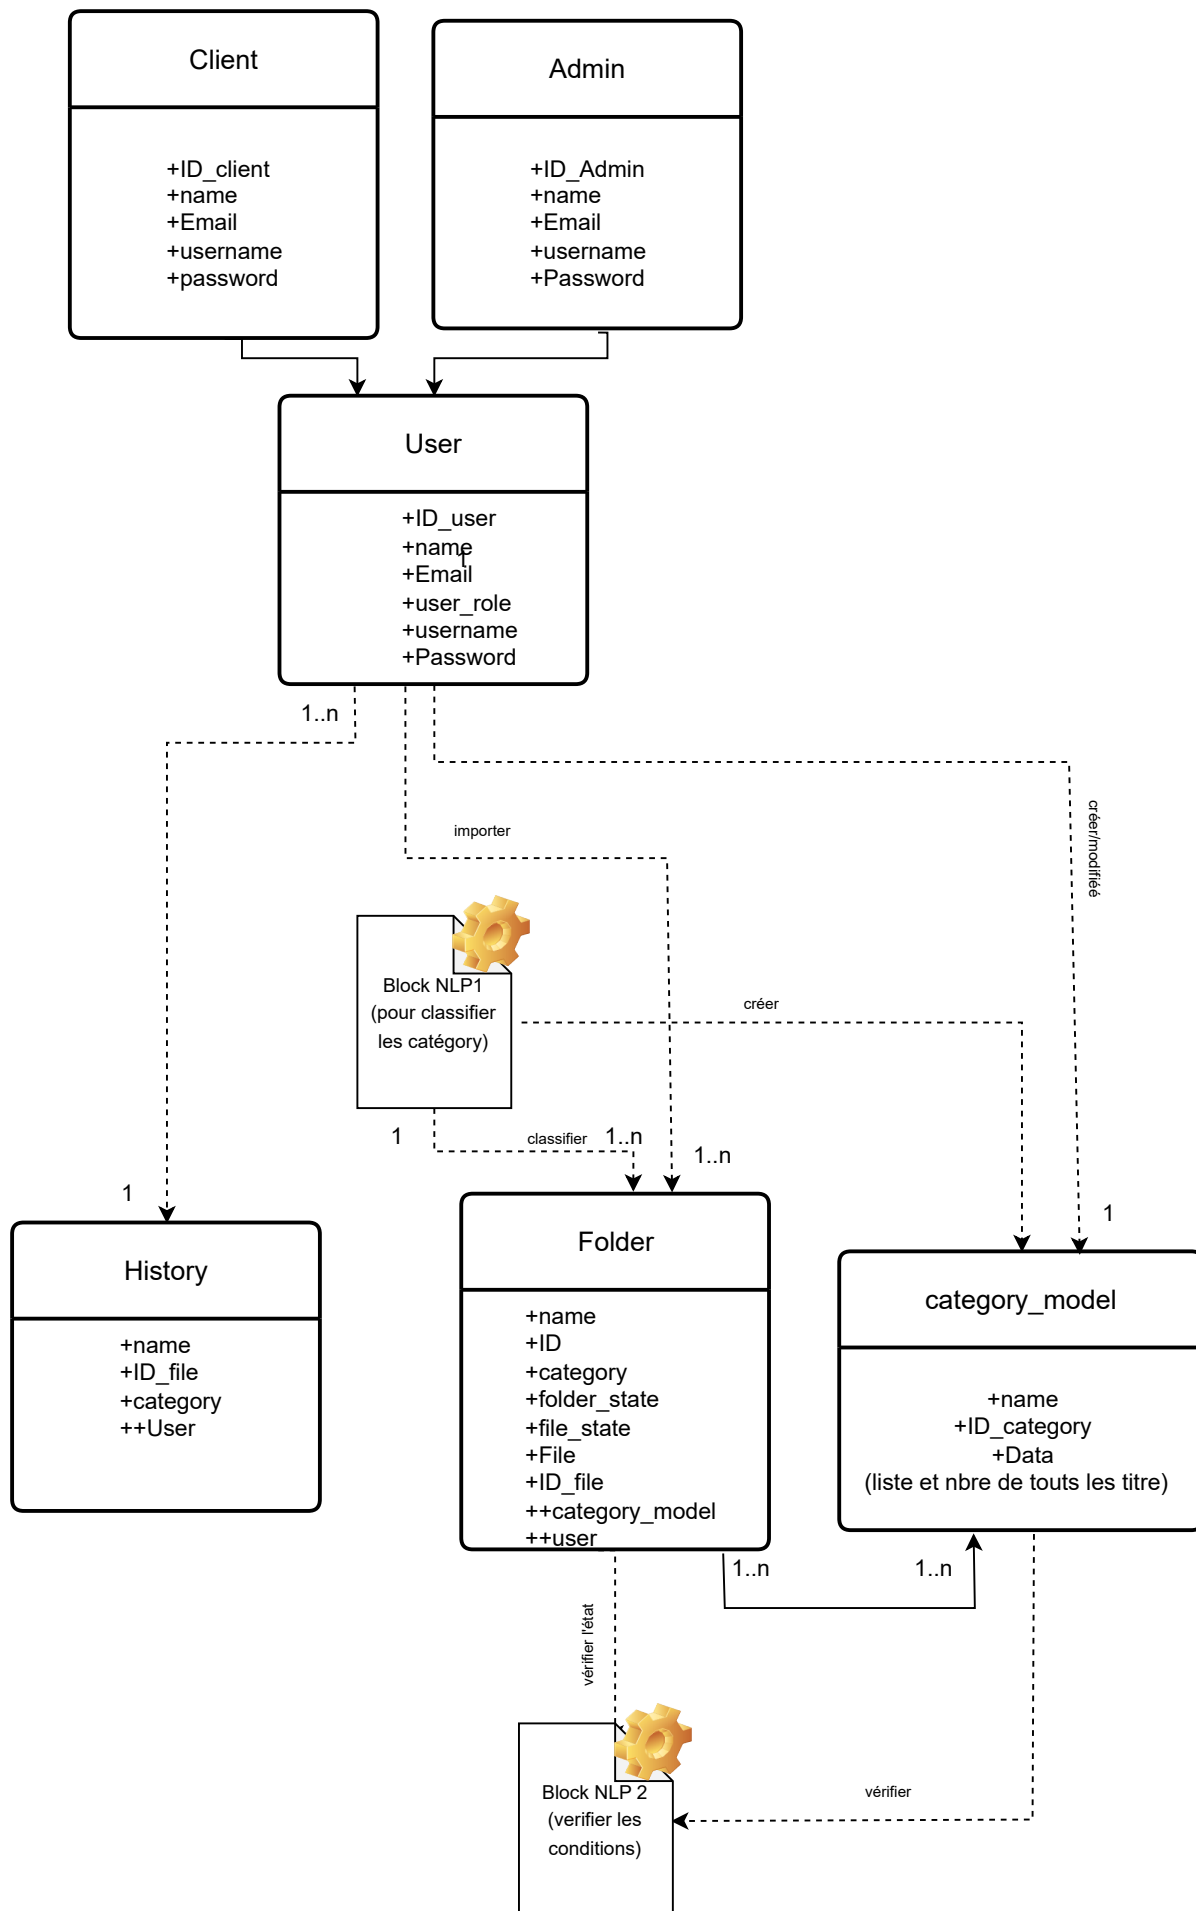 Client
+ID_client
+name
+Email
+username
+password
Admin
+ID_Admin
+name
+Email
+username
+Password
User
+ID_user
+name
1
+Email
+user_role
+username
+Password
1..n
importer
créer/modifiéé
Block NLP1
(pour classifier
les catégory)
créer
1
classifier
1..n
1..n
1
1
History
+name
+ID_file
+category
++User
Folder
+name
+ID
+category
+folder_state
+file_state
+File
+ID_file
++category_model
++user
category_model
+name
+ID_category
+Data
(liste et nbre de touts les titre)
1..n
1..n
vérifier l'état
Block NLP 2
(verifier les
conditions)
vérifier